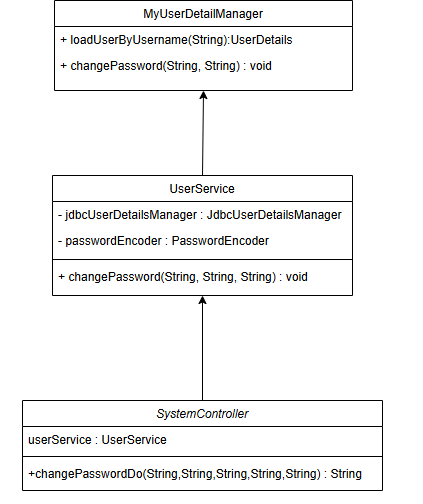 MyUserDetailManager
+ loadUserByUsername(String):UserDetails
+ changePassword(String, String) : void
UserService
- jdbcUserDetailsManager : JdbcUserDetailsManager
- passwordEncoder : PasswordEncoder
+ changePassword(String, String, String) : void
SystemController
userService : UserService
+changePasswordDo(String,String,String,String,String) : String